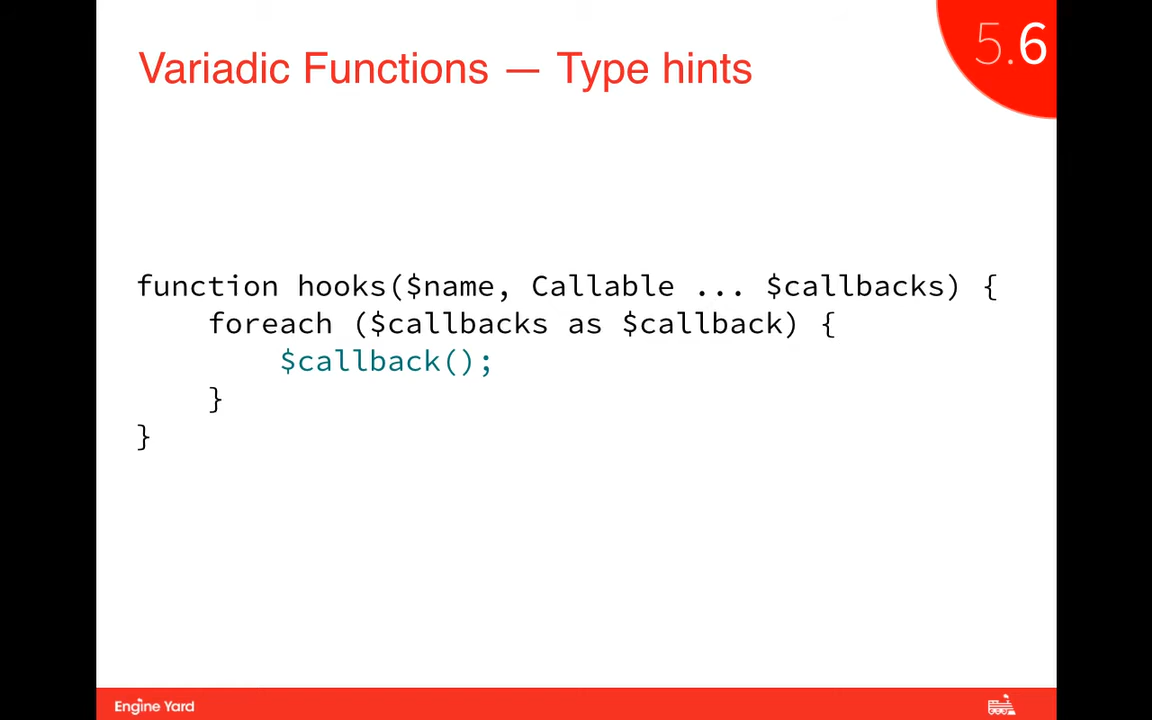 Variadic Functions — Type hints
5.6
function hooks($name, Callable ... $callbacks) {
    foreach ($callbacks as $callback) {
        $callback();
    }
}
Engine Yard